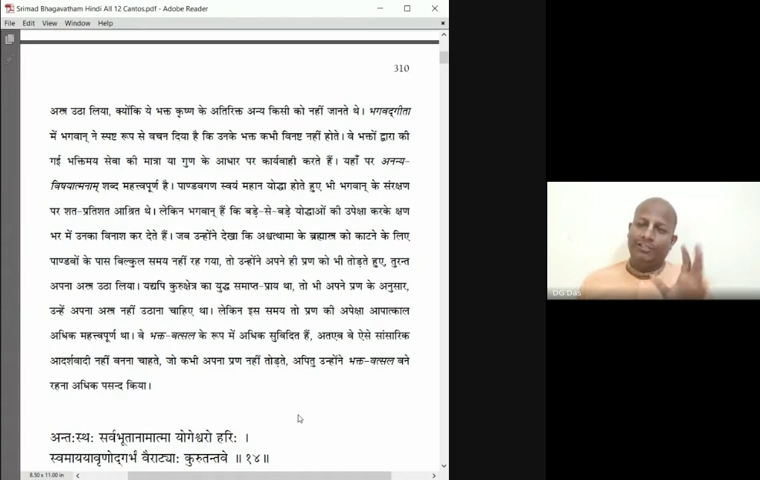 Srimad Bhagavatham Hindi All 12 Cantos.pdf - Adobe Reader
File Edit View Window Help
310
अस्त्र उठा लिया, क्योंकि ये भक्त कृष्ण के अतिरिक्त अन्य किसी को नहीं जानते थे। भगवद्गीता
में भगवान् ने स्पष्ट रूप से वचन दिया है कि उनके भक्त कभी विनष्ट नहीं होते। वे भक्तों द्वारा की
गई भक्तिमय सेवा की मात्रा या गुण के आधार पर कार्यवाही करते हैं। यहाँ पर अनन्य-
विषयात्मनाम् शब्द महत्त्वपूर्ण है। पाण्डवगण स्वयं महान योद्धा होते हुए भी भगवान् के संरक्षण
पर शत-प्रतिशत आश्रित थे। लेकिन भगवान् हैं कि बड़े-से-बड़े योद्धाओं की उपेक्षा करके क्षण
भर में उनका विनाश कर देते हैं। जब उन्होंने देखा कि अश्वत्थामा के ब्रह्मास्त्र को काटने के लिए
पाण्डवों के पास बिल्कुल समय नहीं रह गया, तो उन्होंने अपने ही प्रण को भी तोड़ते हुए, तुरन्त
अपना अस्त्र उठा लिया। यद्यपि कुरुक्षेत्र का युद्ध समाप्त-प्राय था, तो भी अपने प्रण के अनुसार,
उन्हें अपना अस्त्र नहीं उठाना चाहिए था। लेकिन इस समय तो प्रण की अपेक्षा आपात्काल
अधिक महत्त्वपूर्ण था। वे भक्त-वत्सल के रूप में अधिक सुविदित हैं, अतएव वे ऐसे सांसारिक
आदर्शवादी नहीं बनना चाहते, जो कभी अपना प्रण नहीं तोड़ते, अपितु उन्होंने भक्त-वत्सल बने
रहना अधिक पसन्द किया।
अन्तःस्थः सर्वभूतानामात्मा योगेश्वरो हरिः ।
स्वमाययावृणोद्गर्भं वैराट्याः कुरुतन्तवे ॥ १४॥
8.50 x 11.00 in
DG Das